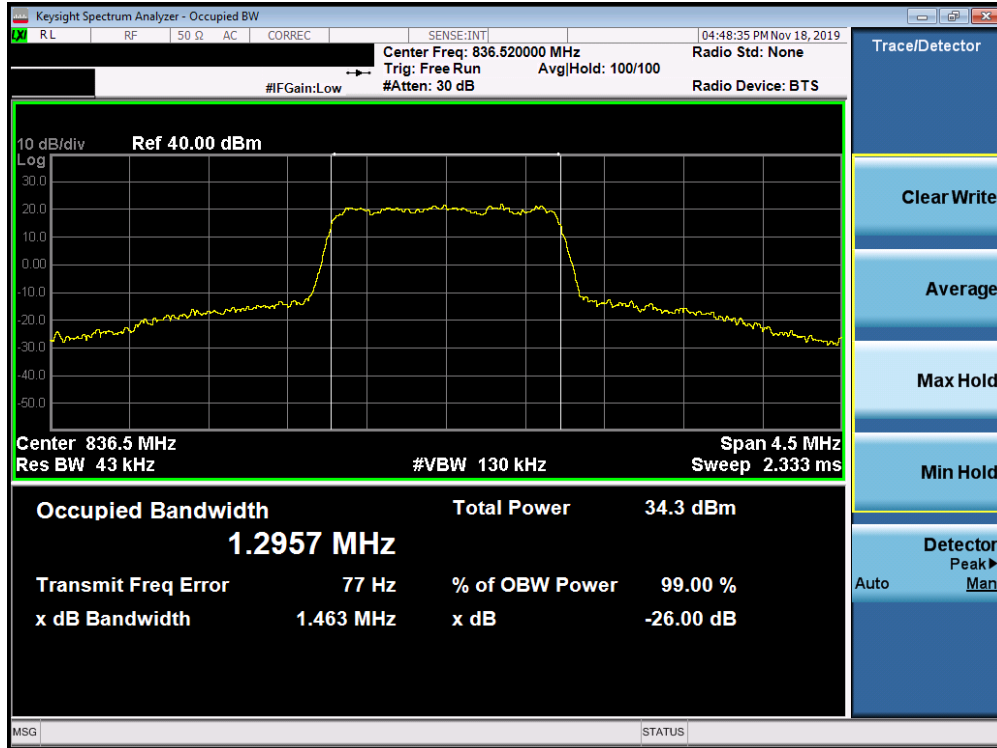 Keysight Spectrum Analyzer - Occupied BW
LXI RL RF 50 Ω AC CORREC SENSE:INT 04:48:35 PM Nov 18, 2019
Center Freq: 836.520000 MHz Radio Std: None
Trig: Free Run Avg|Hold: 100/100
#IFGain:Low #Atten: 30 dB Radio Device: BTS
10 dB/div Ref 40.00 dBm
Log
30.0
20.0
10.0
0.00
-10.0
-20.0
-30.0
-40.0
-50.0
Center 836.5 MHz Span 4.5 MHz
Res BW 43 kHz #VBW 130 kHz Sweep 2.333 ms
Occupied Bandwidth Total Power 34.3 dBm
1.2957 MHz
Transmit Freq Error 77 Hz % of OBW Power 99.00 %
x dB Bandwidth 1.463 MHz x dB -26.00 dB
MSG STATUS
Trace/Detector
Clear Write
Average
Max Hold
Min Hold
Detector
Peak▶
Auto Man